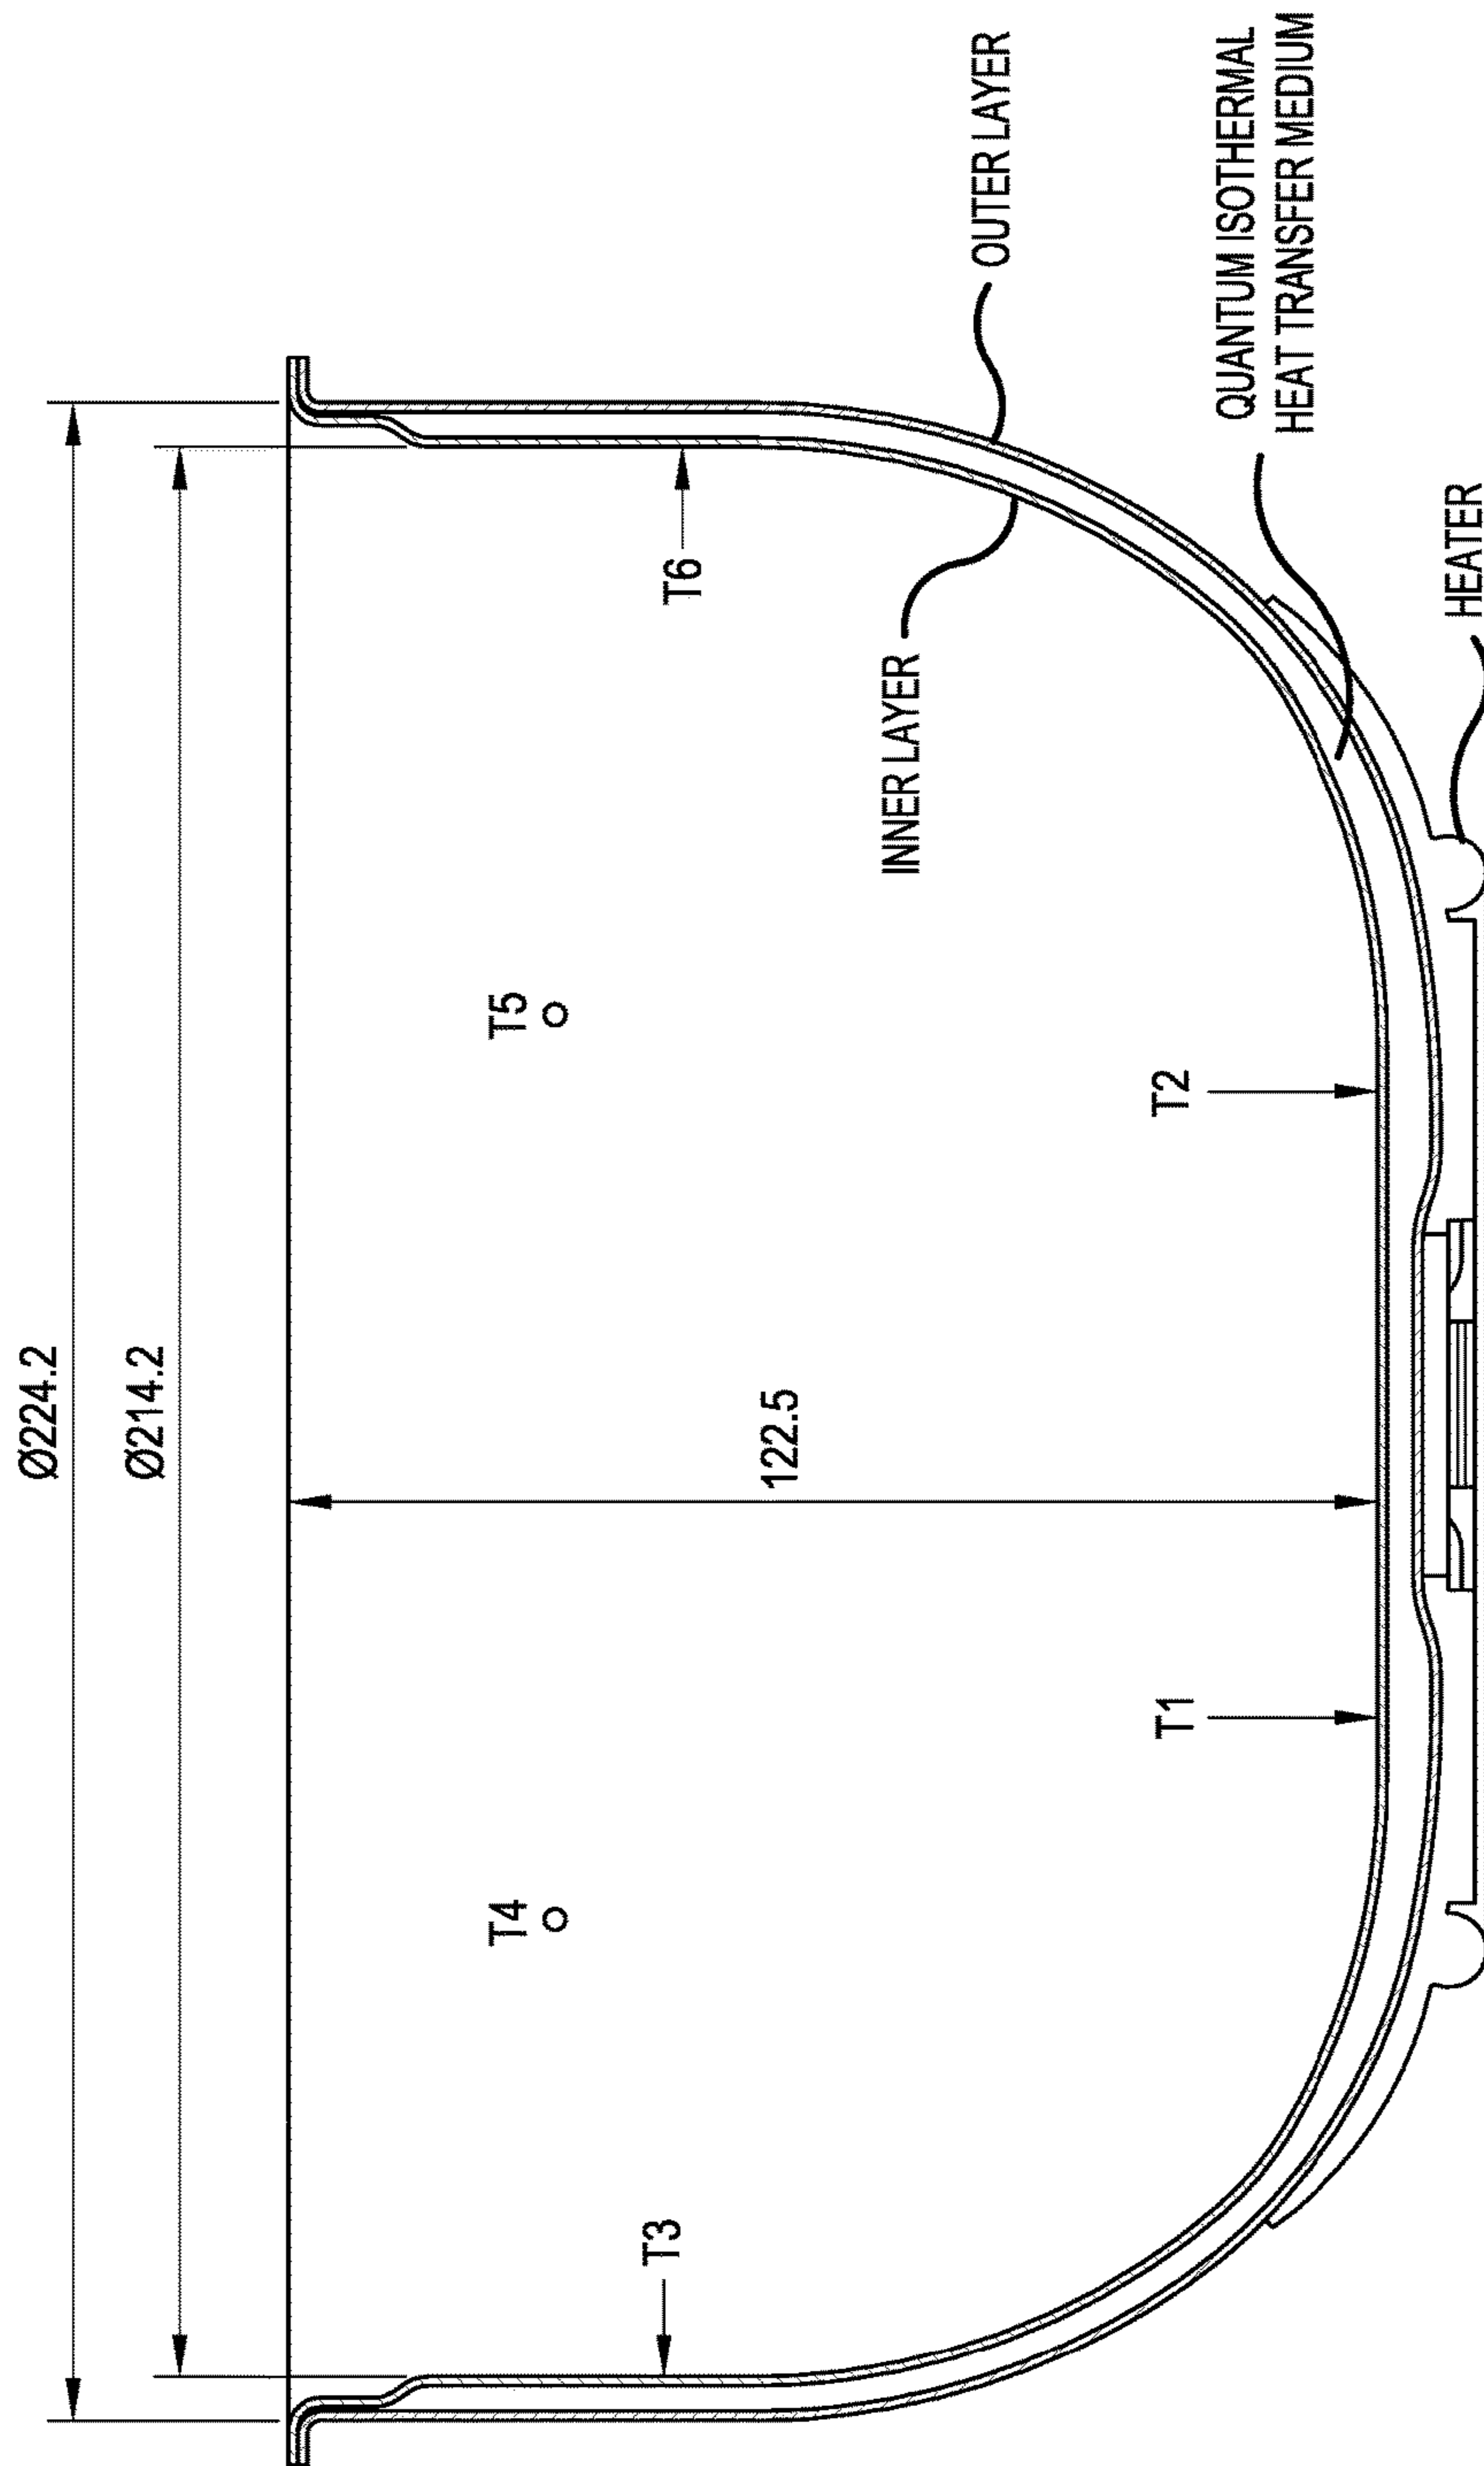 Ø224.2
Ø214.2
T4
T5
T3
T6
122.5
OUTER LAYER
INNER LAYER
T1
T2
QUANTUM ISOTHERMAL
HEAT TRANSFER MEDIUM
HEATER